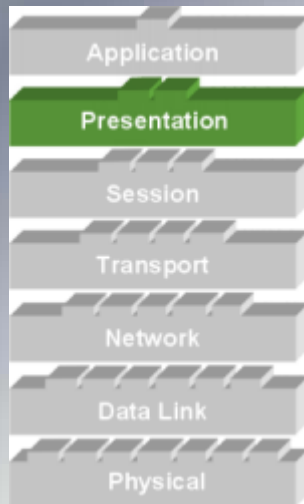 Application
Presentation
Session
Transport
Network
Data Link
Physical